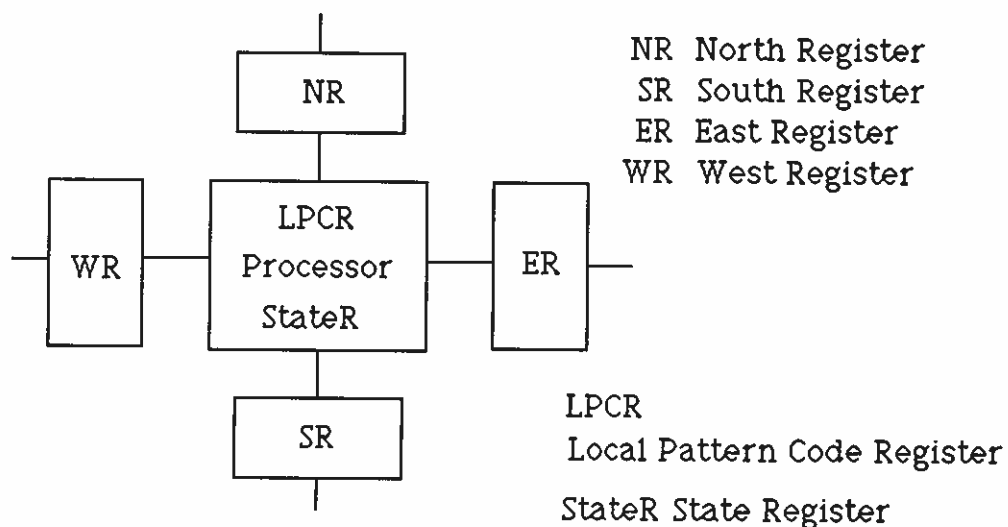 NR
NR North Register
SR South Register
ER East Register
WR West Register
LPCR
Processor
StateR
WR
ER
SR
LPCR
Local Pattern Code Register
StateR State Register